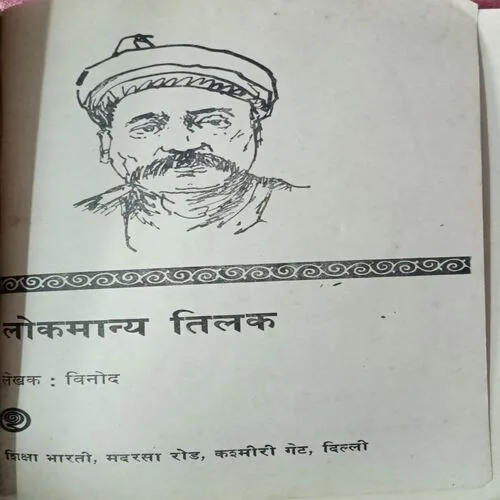 लोकमान्य तिलक
लेखक : विनोद
शिक्षा भारती, मदरसा रोड, कश्मीरी गेट, दिल्ली